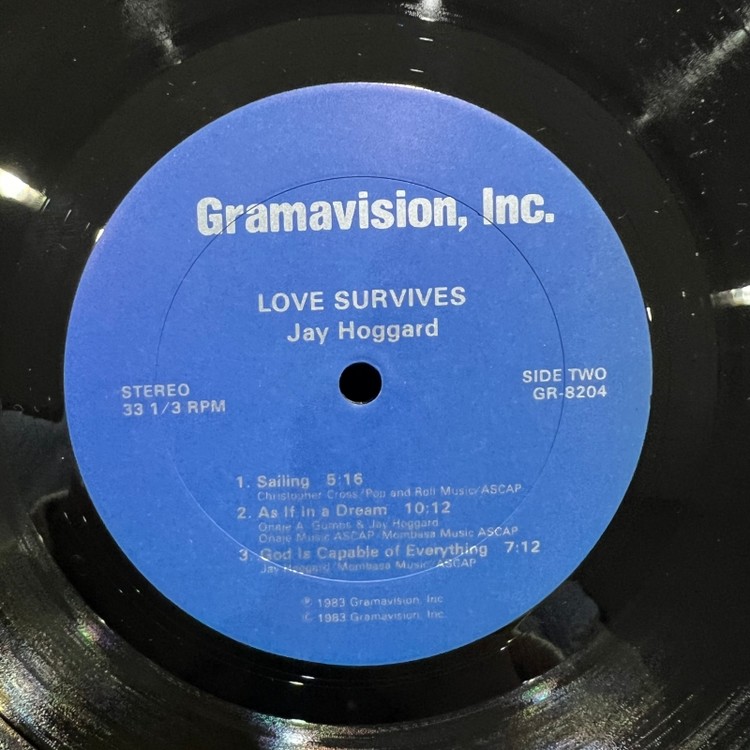 Gramavision, Inc.
LOVE SURVIVES
Jay Hoggard
STEREO
33 1/3 RPM
SIDE TWO
GR-8204
1. Sailing 5:16
Christopher Cross/Pop and Roll Music/ASCAP
2. As If in a Dream 10:12
Onaje A. Gumbs & Jay Hoggard
Onaje Music ASCAP/Mombasa Music ASCAP
3. God Is Capable of Everything 7:12
Jay Hoggard/Mombasa Music/ASCAP
℗ 1983 Gramavision, Inc.
© 1983 Gramavision, Inc.